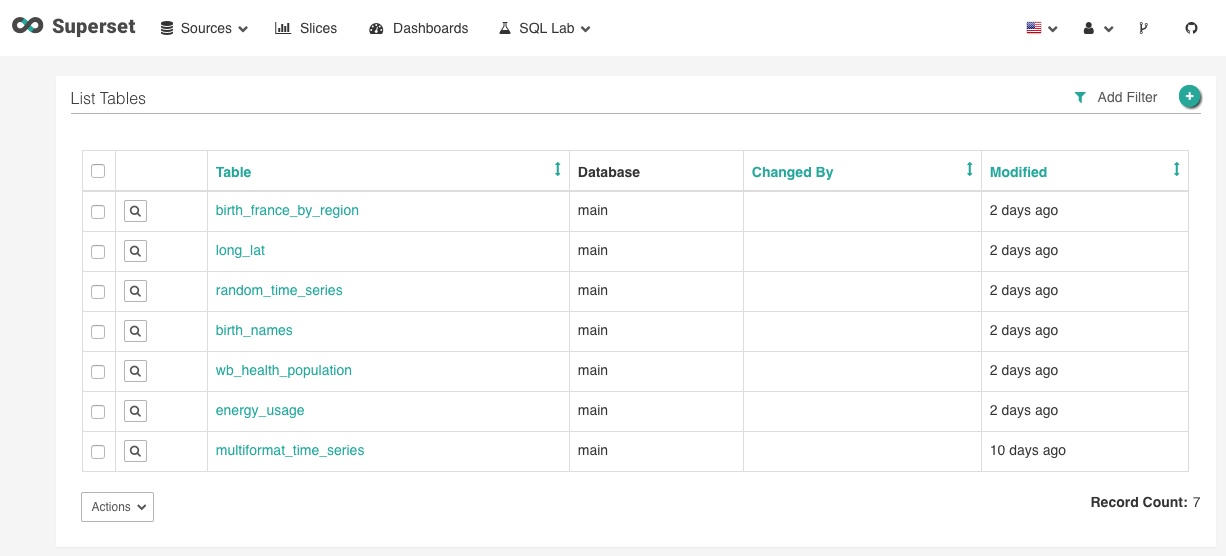 Superset Sources Slices Dashboards SQL Lab
List Tables Add Filter
Table Database Changed By Modified
birth_france_by_region main 2 days ago
long_lat main 2 days ago
random_time_series main 2 days ago
birth_names main 2 days ago
wb_health_population main 2 days ago
energy_usage main 2 days ago
multiformat_time_series main 10 days ago
Actions Record Count: 7